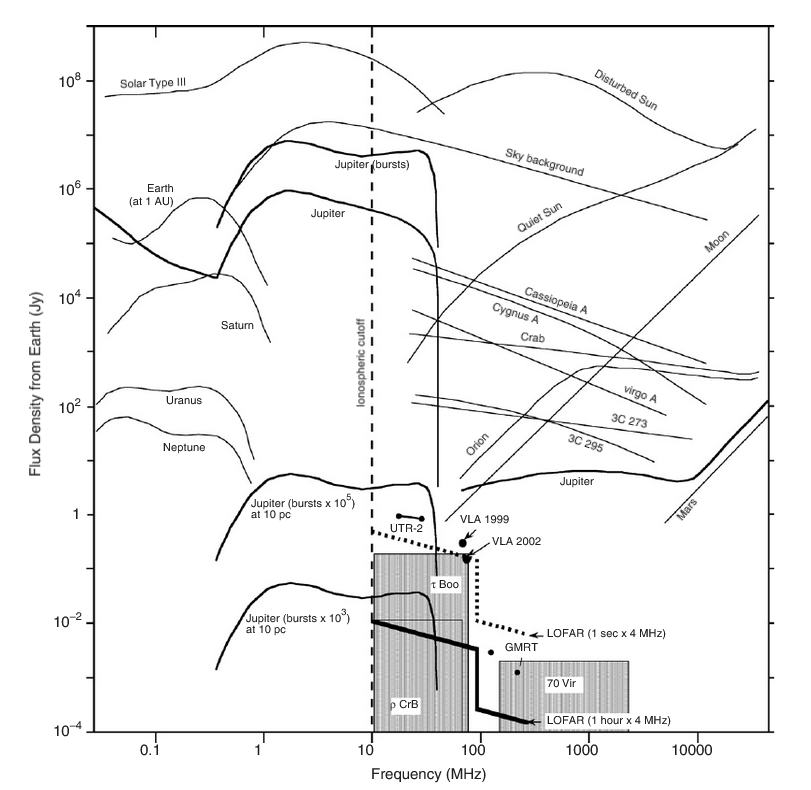 10^8
10^6
10^4
10^2
1
10^−2
10^−4
Flux Density from Earth (Jy)
0.1
1
10
100
1000
10000
Frequency (MHz)
Solar Type III
Disturbed Sun
Sky background
Jupiter (bursts)
Earth
(at 1 AU)
Jupiter
Quiet Sun
Moon
Cassiopeia A
Cygnus A
Saturn
Crab
Ionospheric cutoff
Uranus
virgo A
3C 273
Neptune
Orion
3C 295
Jupiter
Mars
Jupiter (bursts x 10^5)
at 10 pc
UTR-2
VLA 1999
VLA 2002
τ Boo
Jupiter (bursts x 10^3)
at 10 pc
LOFAR (1 sec x 4 MHz)
GMRT
70 Vir
ρ CrB
LOFAR (1 hour x 4 MHz)